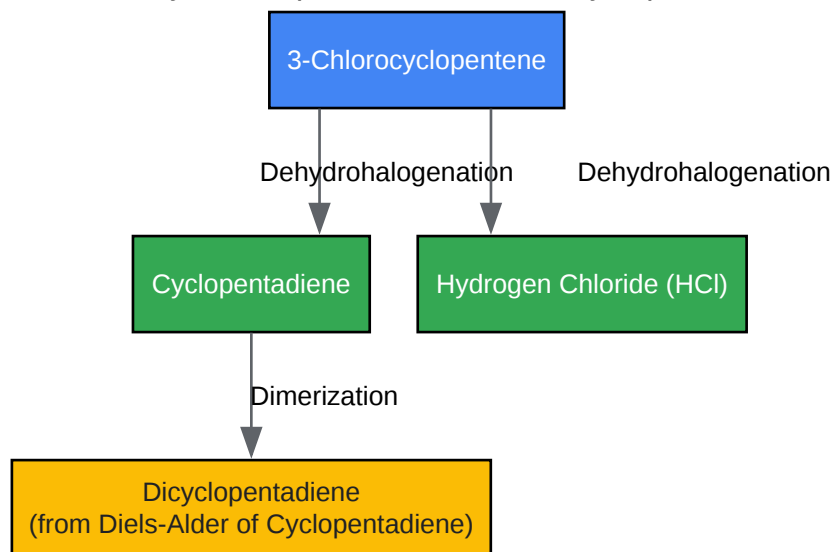 3-Chlorocyclopentene
Dehydrohalogenation
Dehydrohalogenation
Cyclopentadiene
Hydrogen Chloride (HCl)
Dimerization
Dicyclopentadiene
(from Diels-Alder of Cyclopentadiene)